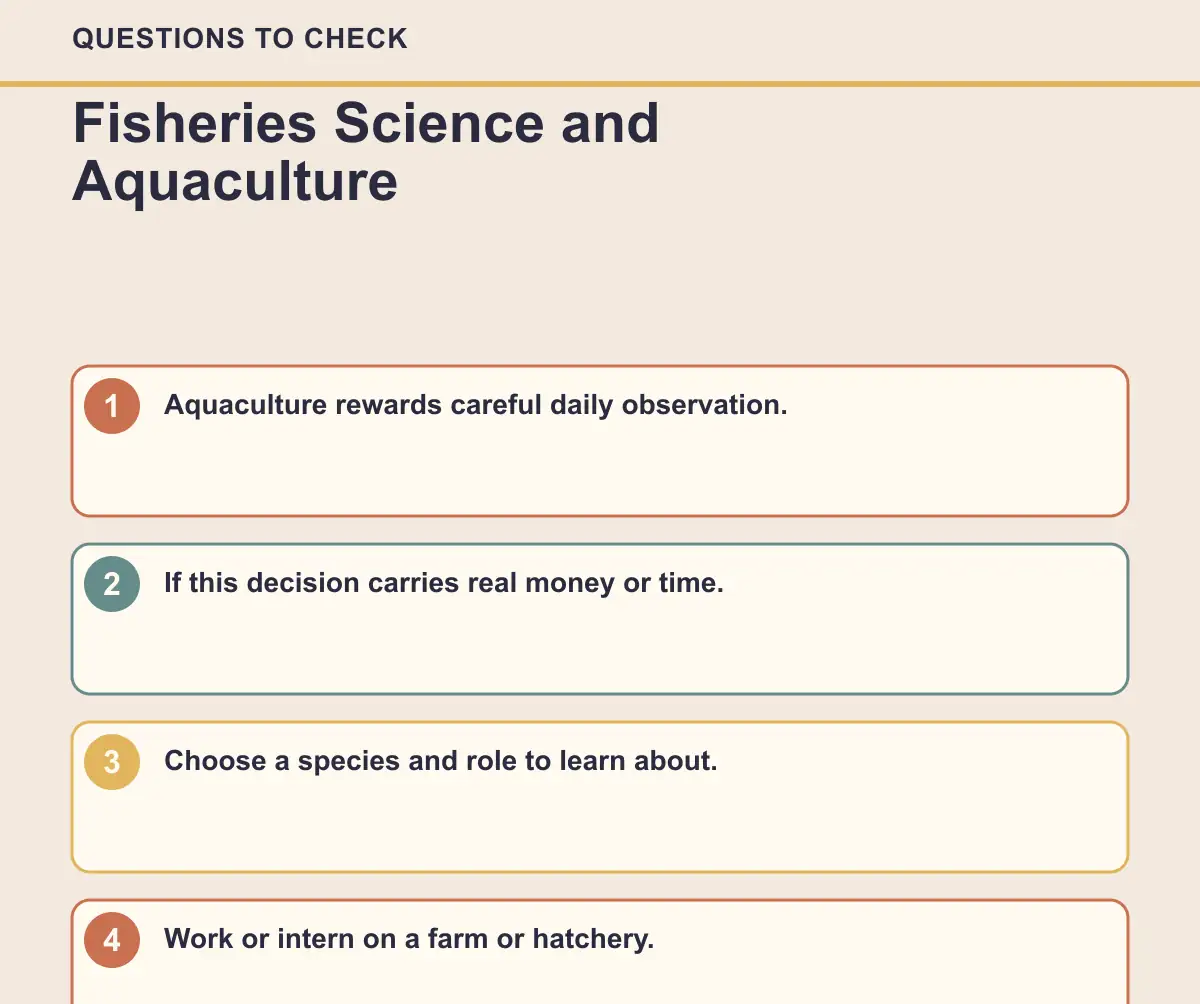 QUESTIONS TO CHECK
Fisheries Science and
Aquaculture
1 Aquaculture rewards careful daily observation.
2 If this decision carries real money or time.
3 Choose a species and role to learn about.
4 Work or intern on a farm or hatchery.